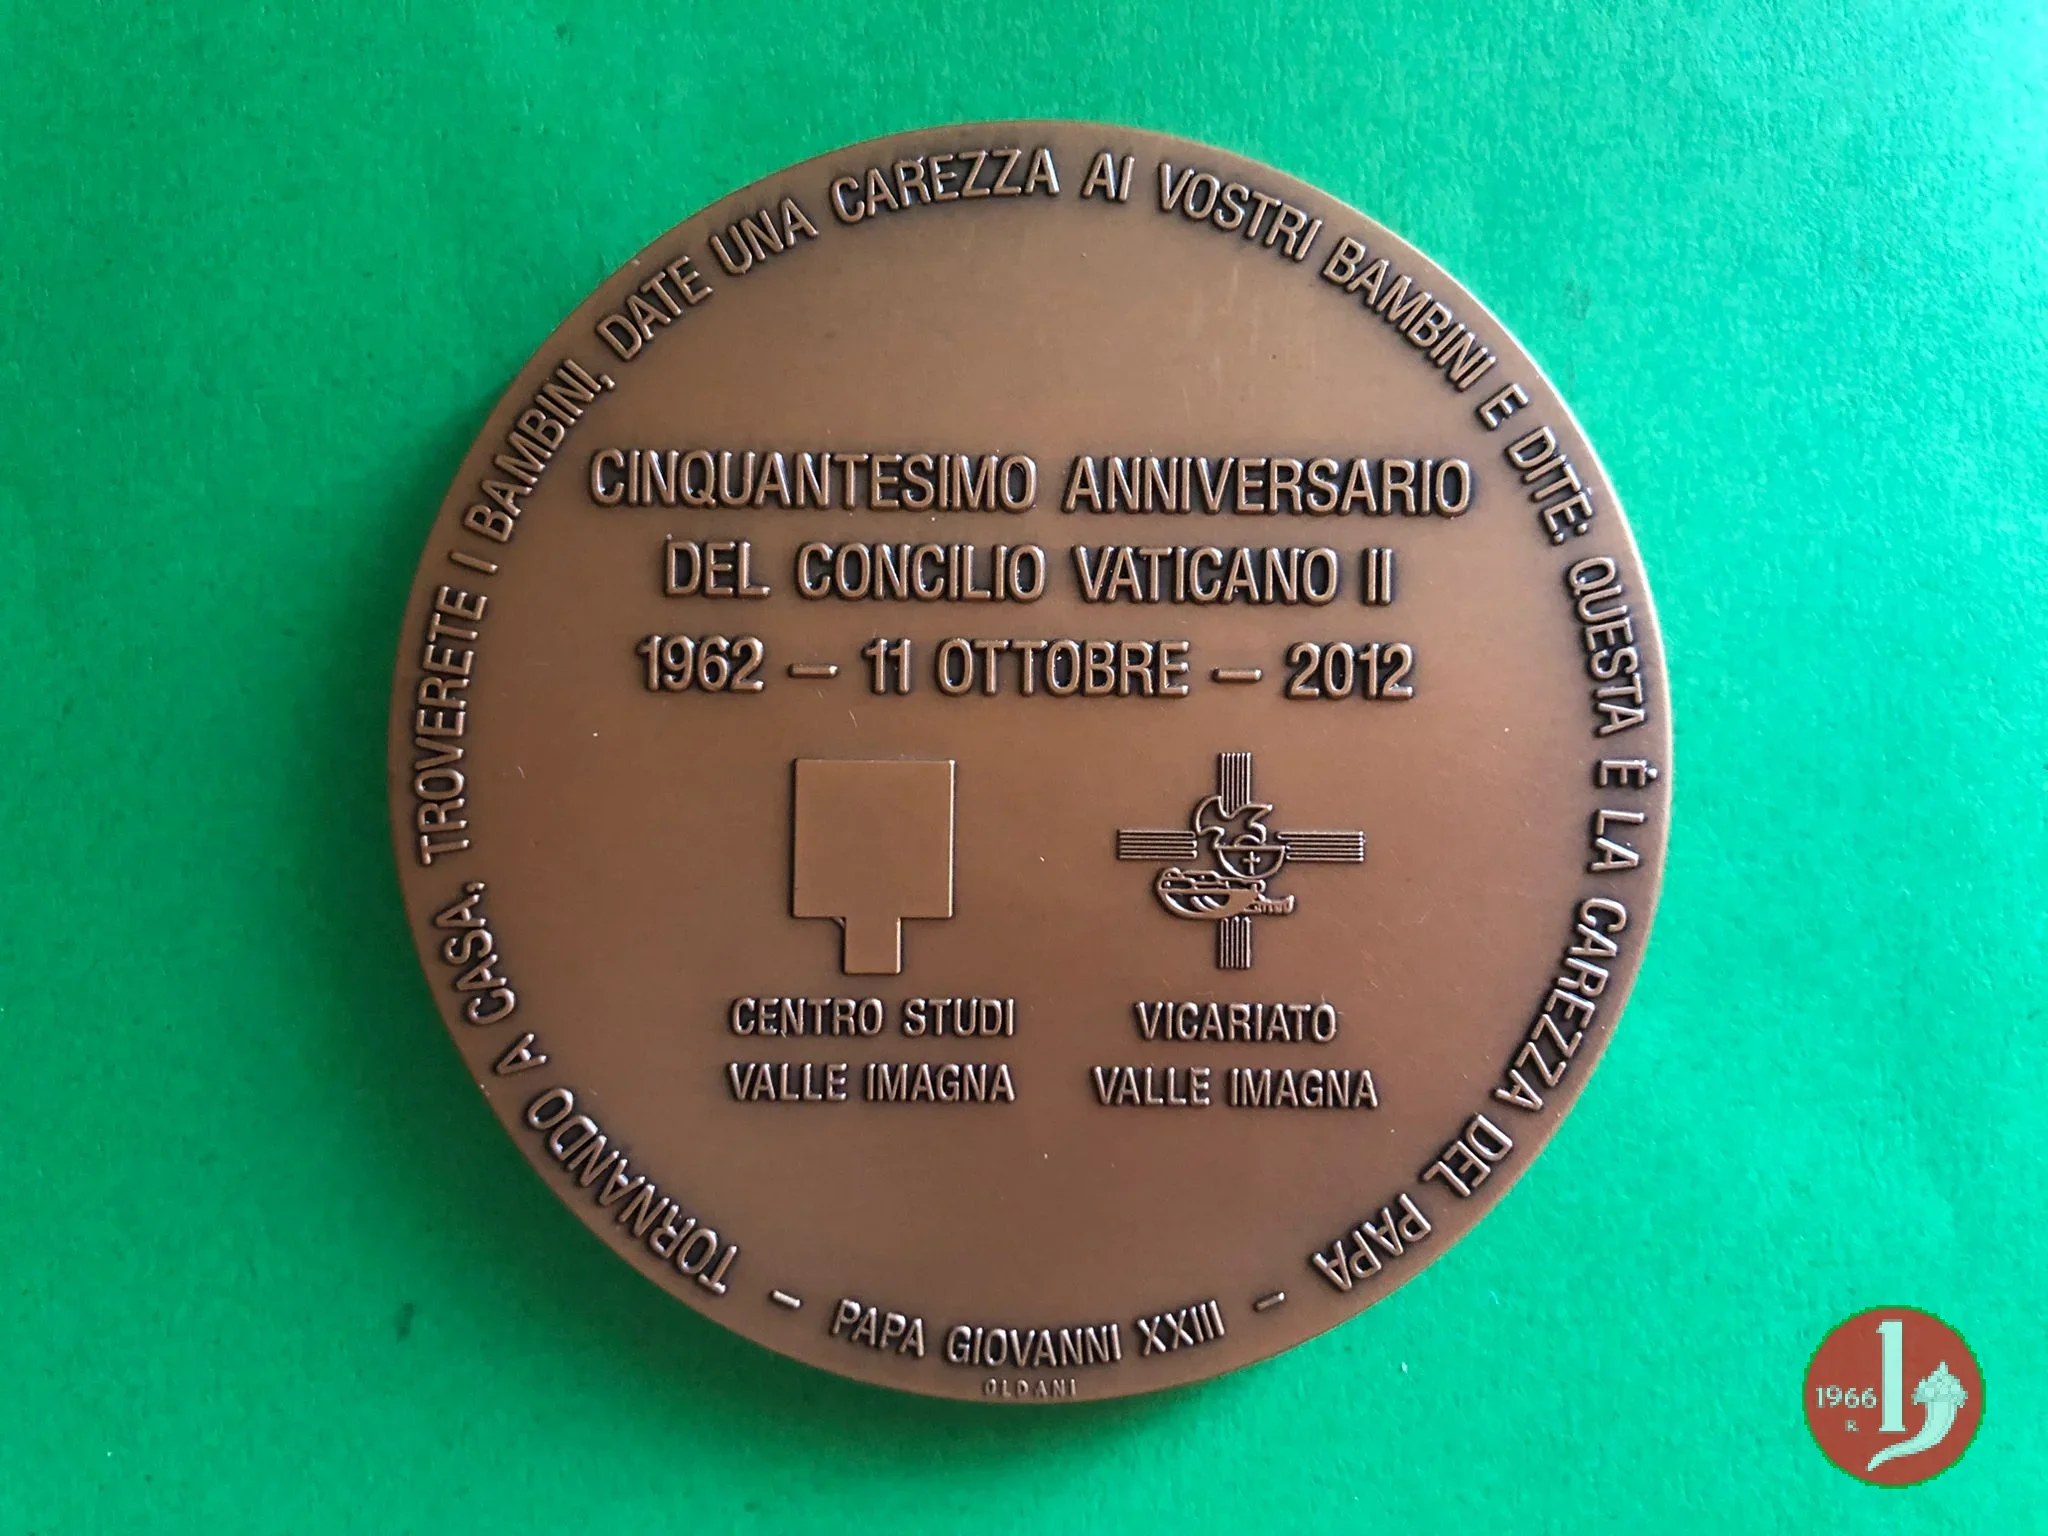 TORNANDO A CASA, TROVERETE I BAMBINI, DATE UNA CAREZZA AI VOSTRI BAMBINI E DITE: QUESTA É LA CAREZZA DEL PAPA
– PAPA GIOVANNI XXIII –
CINQUANTESIMO ANNIVERSARIO
DEL CONCILIO VATICANO II
1962 – 11 OTTOBRE – 2012
CENTRO STUDI
VALLE IMAGNA
VICARIATO
VALLE IMAGNA
OLDANI
1966
R
1